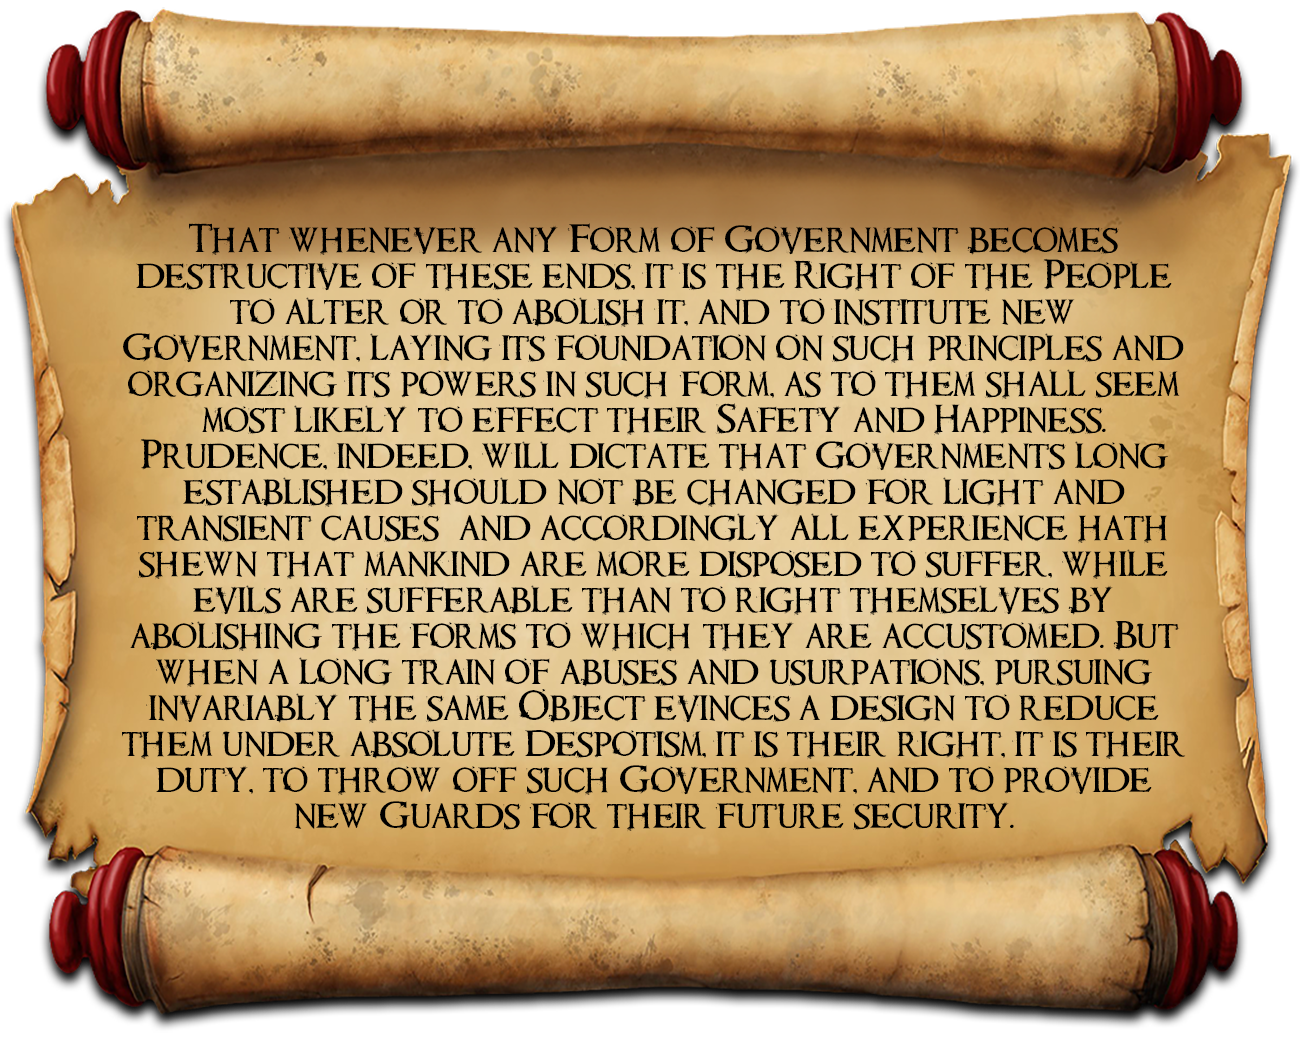 That whenever any Form of Government becomes
destructive of these ends, it is the Right of the People
to alter or to abolish it, and to institute new
Government, laying its foundation on such principles and
organizing its powers in such form, as to them shall seem
most likely to effect their Safety and Happiness.
Prudence, indeed, will dictate that Governments long
established should not be changed for light and
transient causes  and accordingly all experience hath
shewn that mankind are more disposed to suffer, while
evils are sufferable than to right themselves by
abolishing the forms to which they are accustomed. But
when a long train of abuses and usurpations, pursuing
invariably the same Object evinces a design to reduce
them under absolute Despotism, it is their right, it is their
duty, to throw off such Government, and to provide
new Guards for their future security.